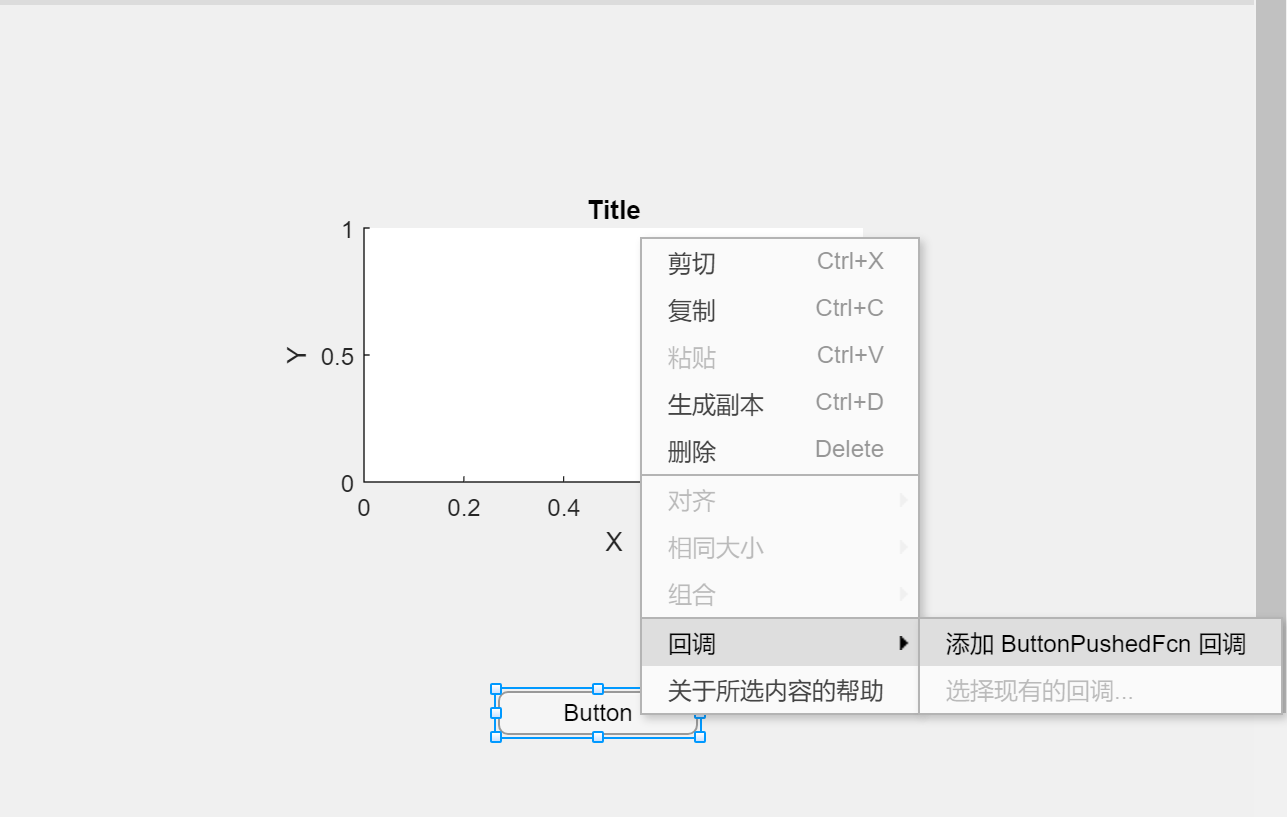 Title
1
剪切 Ctrl+X
复制 Ctrl+C
Y 0.5 粘贴 Ctrl+V
生成副本 Ctrl+D
删除 Delete
0
对齐
0 0.2 0.4
X 相同大小
组合
回调 添加 ButtonPushedFcn 回调
关于所选内容的帮助 选择现有的回调...
Button